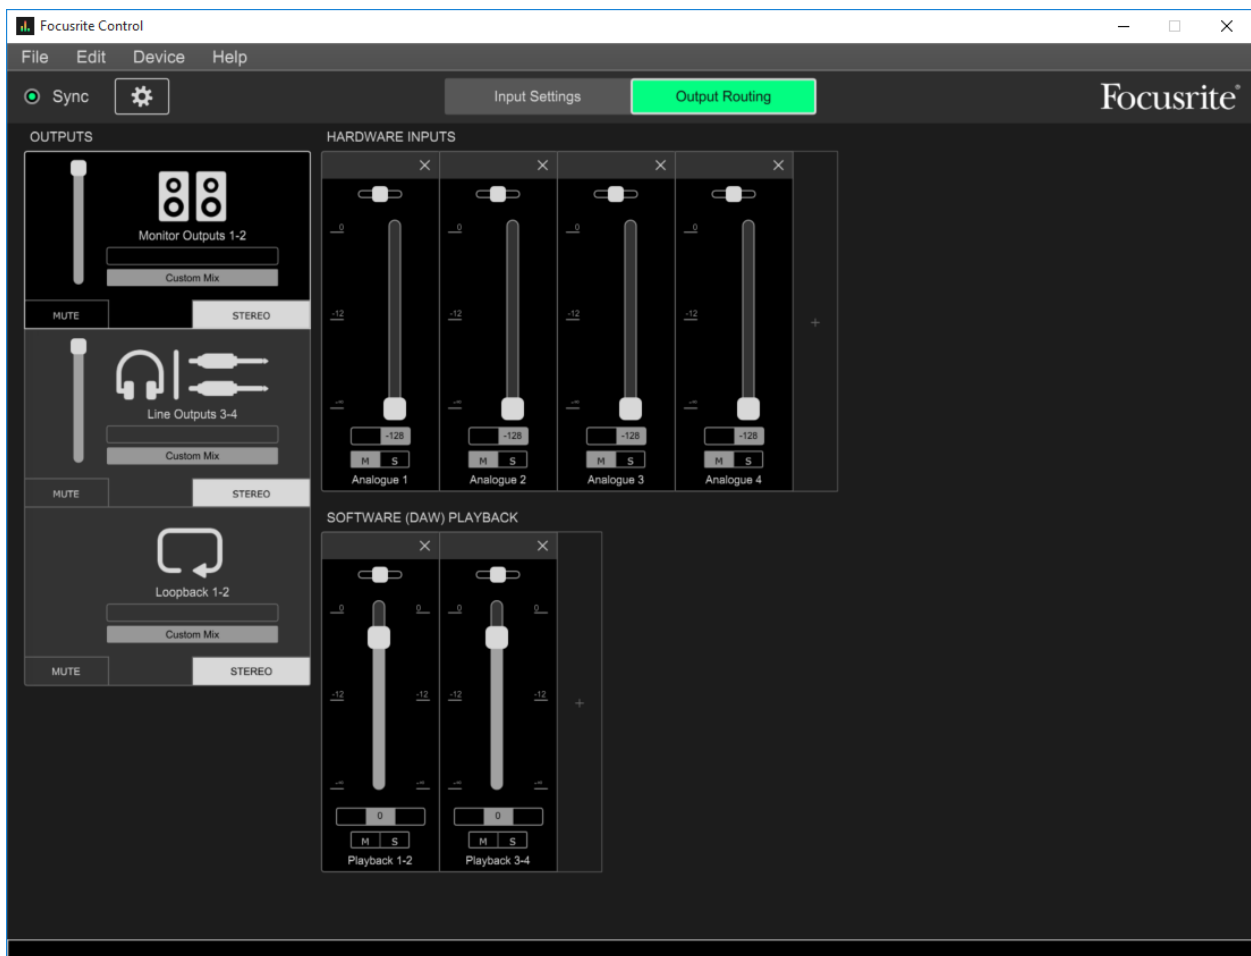 Focusrite Control
File Edit Device Help
Sync Input Settings Output Routing Focusrite®
OUTPUTS
Monitor Outputs 1-2
Custom Mix
MUTE STEREO
Line Outputs 3-4
Custom Mix
MUTE STEREO
Loopback 1-2
Custom Mix
MUTE STEREO
HARDWARE INPUTS
0 0 0 0
-12 -12 -12 -12
-∞ -∞ -∞ -∞
-128 -128 -128 -128
M S M S M S M S
Analogue 1 Analogue 2 Analogue 3 Analogue 4
+
SOFTWARE (DAW) PLAYBACK
0 0 0 0
-12 -12 -12 -12
-∞ -∞ -∞ -∞
0 0
M S M S
Playback 1-2 Playback 3-4
+